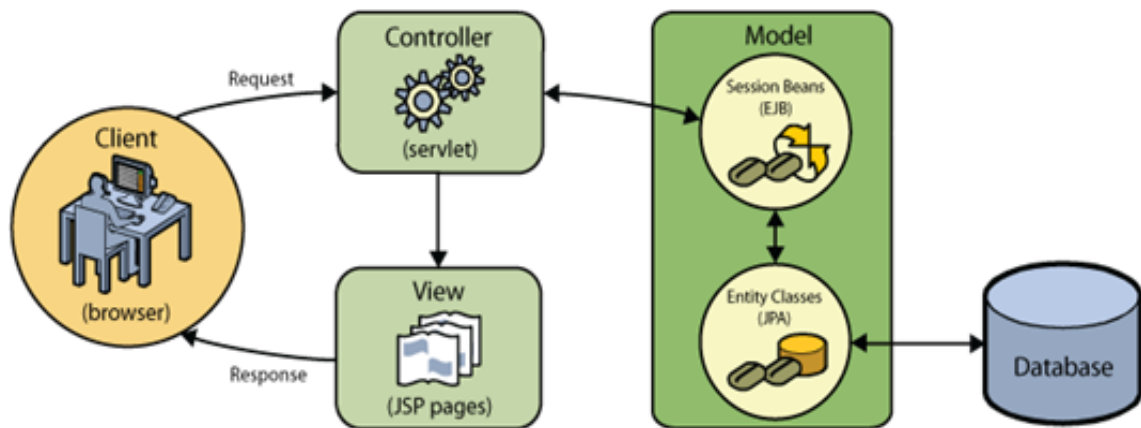 Client
(browser)
Request
Controller
(servlet)
View
(JSP pages)
Response
Model
Session Beans
(EJB)
Entity Classes
(JPA)
Database